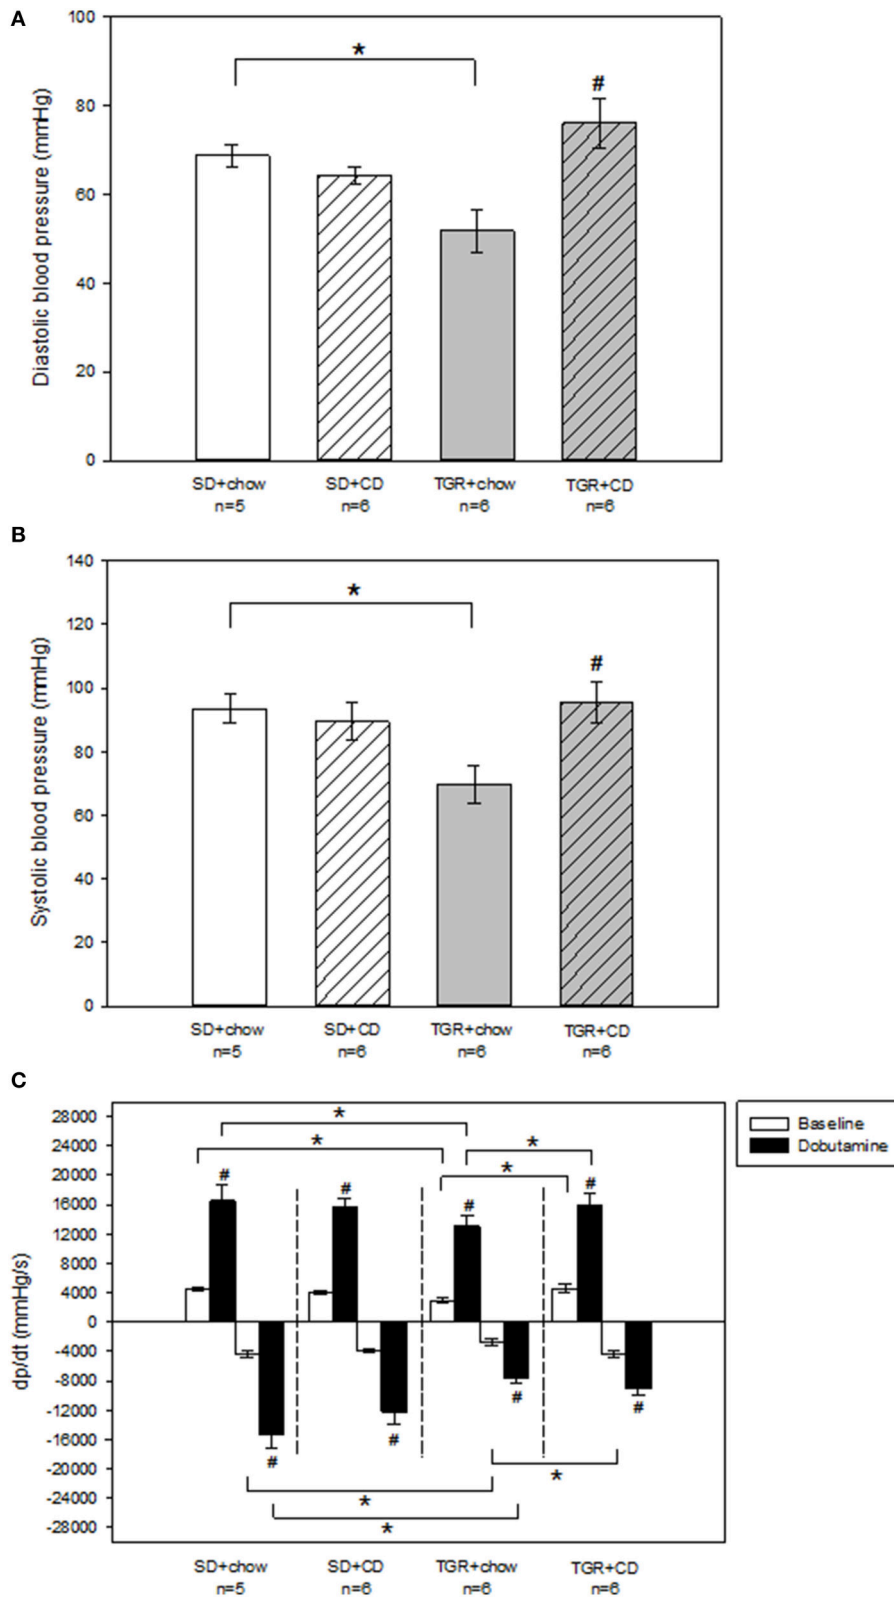 A
Diastolic blood pressure (mmHg)
100
80
60
40
20
0
*
#
SD+chow SD+CD TGR+chow TGR+CD
n=5 n=6 n=6 n=6
B
Systolic blood pressure (mmHg)
140
120
100
80
60
40
20
0
*
#
SD+chow SD+CD TGR+chow TGR+CD
n=5 n=6 n=6 n=6
C
dp/dt (mmHg/s)
28000
24000
20000
16000
12000
8000
4000
0
-4000
-8000
-12000
-16000
-20000
-24000
-28000
Baseline
Dobutamine
*
* *
*
# # # #
# # # #
*
*
*
SD+chow SD+CD TGR+chow TGR+CD
n=5 n=6 n=6 n=6